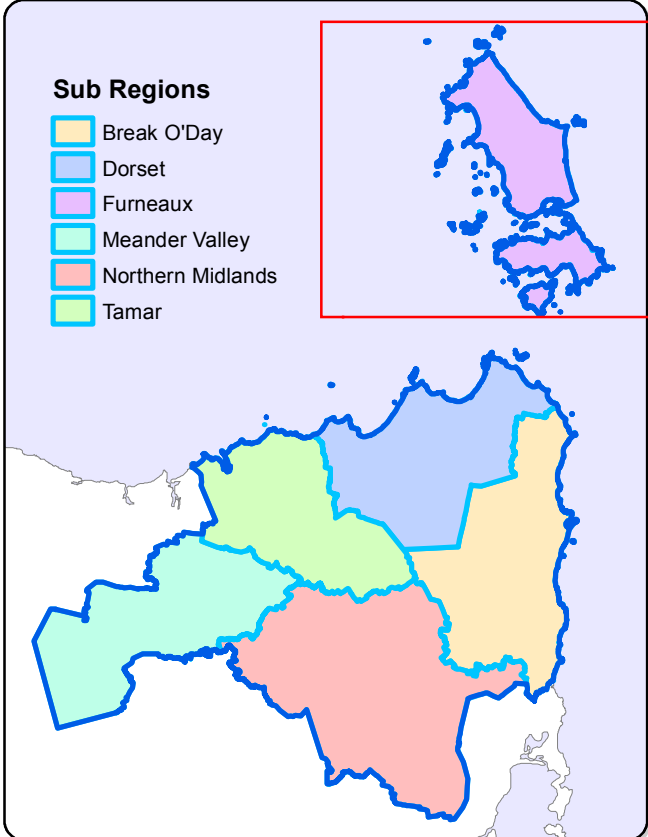 Sub Regions
Break O'Day
Dorset
Furneaux
Meander Valley
Northern Midlands
Tamar